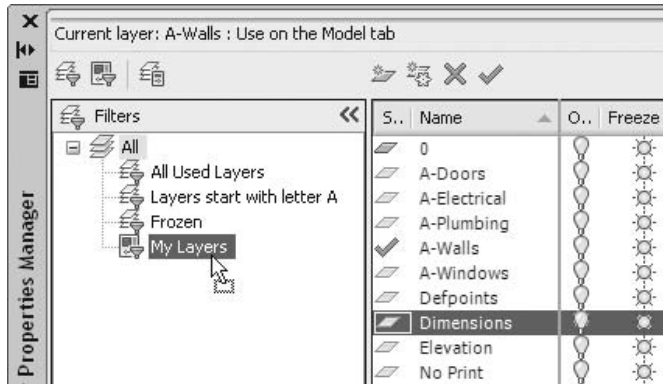 Current layer: A-Walls : Use on the Model tab
Filters
All
All Used Layers
Layers start with letter A
Frozen
My Layers
S.. Name O.. Freeze
0
A-Doors
A-Electrical
A-Plumbing
A-Walls
A-Windows
Defpoints
Dimensions
Elevation
No Print
Properties Manager